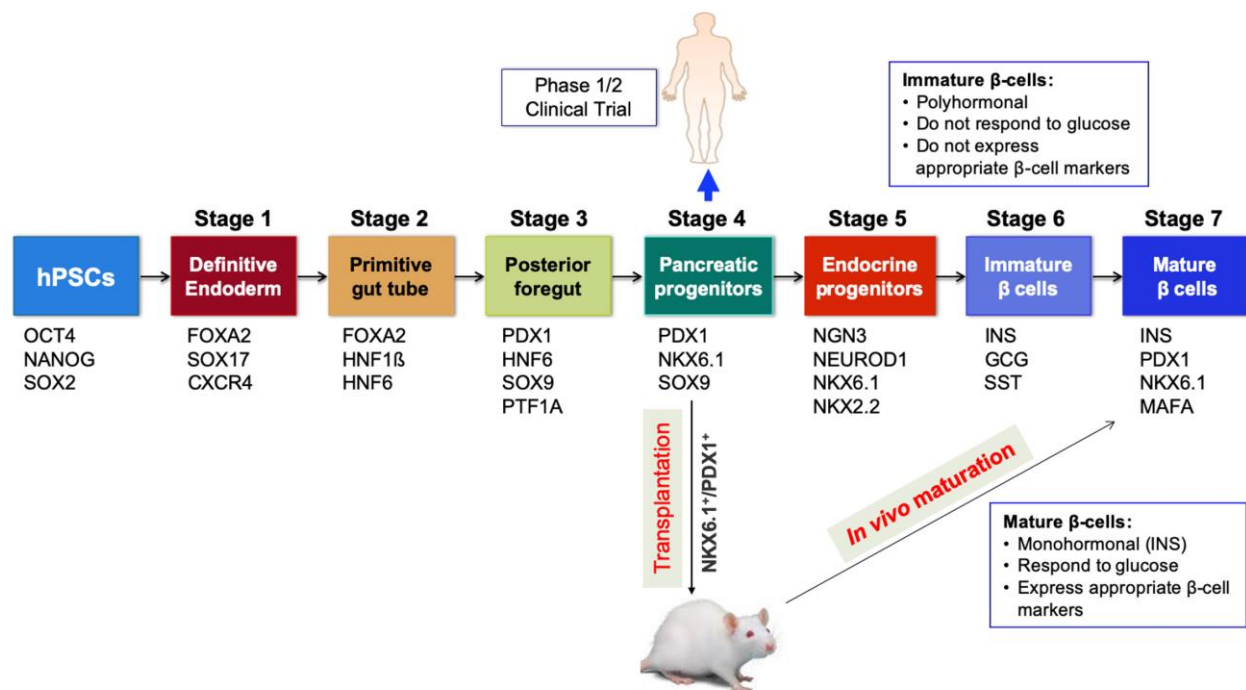 Phase 1/2
Clinical Trial
Immature β-cells:
• Polyhormonal
• Do not respond to glucose
• Do not express
appropriate β-cell markers
Stage 1
Stage 2
Stage 3
Stage 4
Stage 5
Stage 6
Stage 7
hPSCs
Definitive
Endoderm
Primitive
gut tube
Posterior
foregut
Pancreatic
progenitors
Endocrine
progenitors
Immature
β cells
Mature
β cells
OCT4
NANOG
SOX2
FOXA2
SOX17
CXCR4
FOXA2
HNF1ß
HNF6
PDX1
HNF6
SOX9
PTF1A
PDX1
NKX6.1
SOX9
NGN3
NEUROD1
NKX6.1
NKX2.2
INS
GCG
SST
INS
PDX1
NKX6.1
MAFA
Transplantation
NKX6.1⁺/PDX1⁺
In vivo maturation
Mature β-cells:
• Monohormonal (INS)
• Respond to glucose
• Express appropriate β-cell
markers